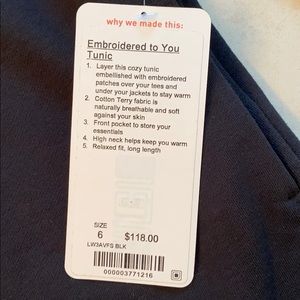 why we made this:
Embroidered to You
Tunic
1. Layer this cozy tunic
embellished with embroidered
patches over your tees and
under your jackets to stay warm
2. Cotton Terry fabric is
naturally breathable and soft
against your skin
3. Front pocket to store your
essentials
4. High neck helps keep you warm
5. Relaxed fit, long length
SIZE
6 $118.00
LW3AVFS BLK
000003771216